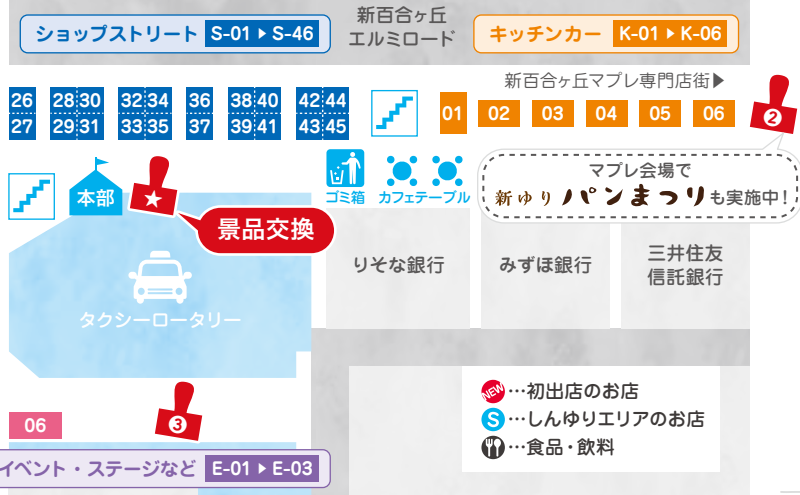 新百合ヶ丘
エルミロード
ショップストリート S-01 ▶ S-46
キッチンカー K-01 ▶ K-06
新百合ヶ丘マプレ専門店街▶
26 28 30 32 34 36 38 40 42 44
27 29 31 33 35 37 39 41 43 45
01 02 03 04 05 06
2
マプレ会場で
新ゆりパンまつりも実施中！
本部
ゴミ箱
カフェテーブル
景品交換
りそな銀行
みずほ銀行
三井住友
信託銀行
タクシーロータリー
NEW…初出店のお店
S…しんゆりエリアのお店
…食品・飲料
06
3
イベント・ステージなど E-01 ▶ E-03